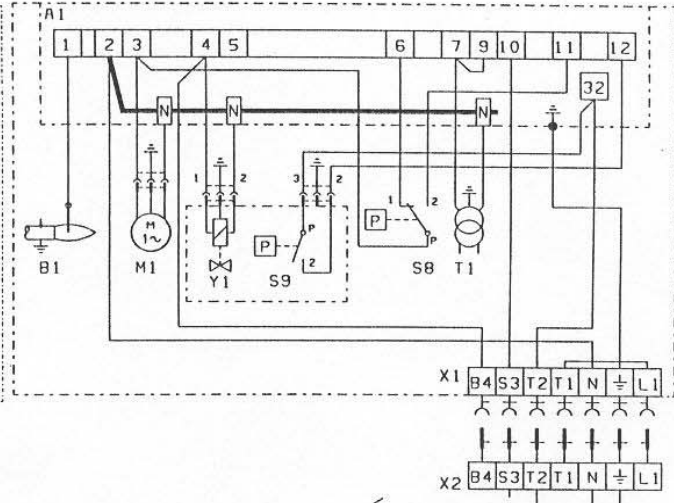 A1
1 2 3 4 5 6 7 9 10 11 12
32
N N N
1 2 3 2 1 2
M
1~
P P P P
2
B1 M1 Y1 S9 S8 T1
X1 B4 S3 T2 T1 N L1
X2 B4 S3 T2 T1 N L1